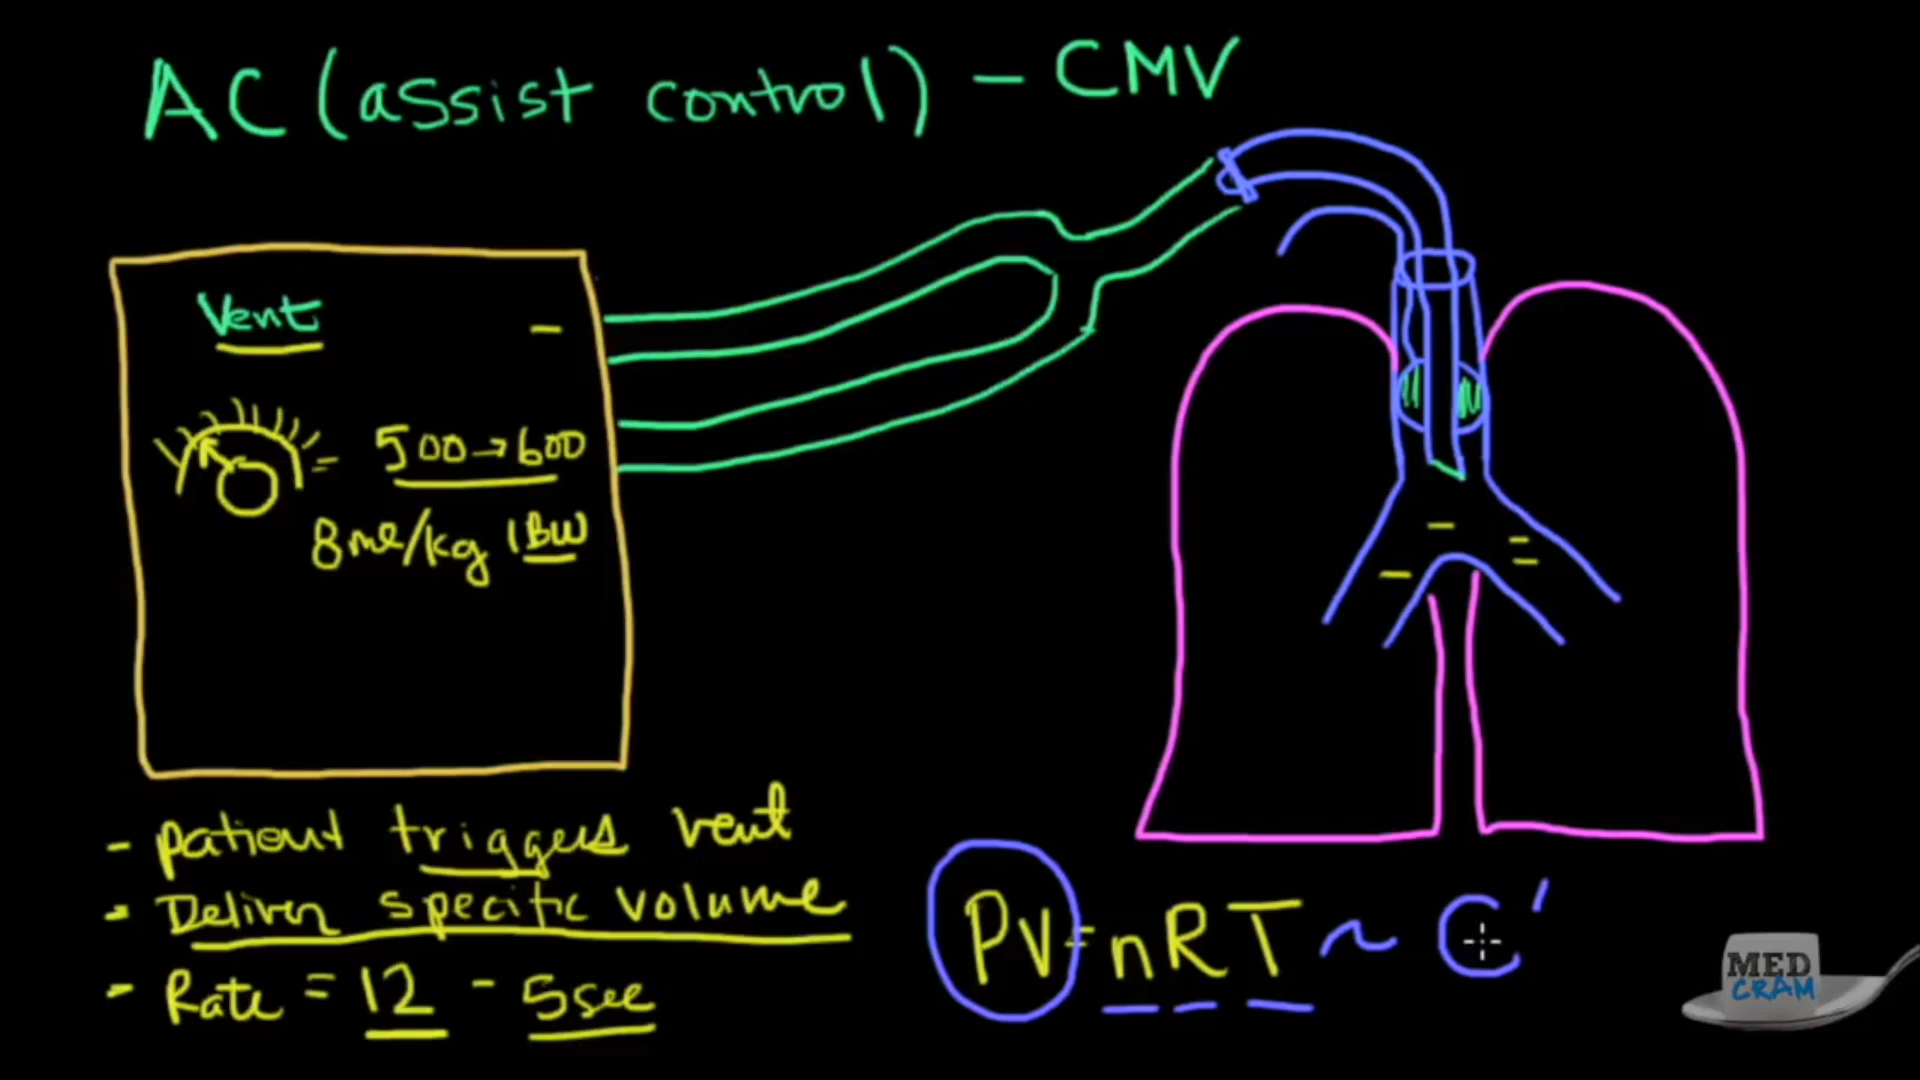 AC (assist control) - CMV
Vent
500→600
8ml/kg IBW
- patient triggers vent
- Deliver specific volume
- Rate = 12 - 5sec
PV=nRT ~ C'
MED
CRAM